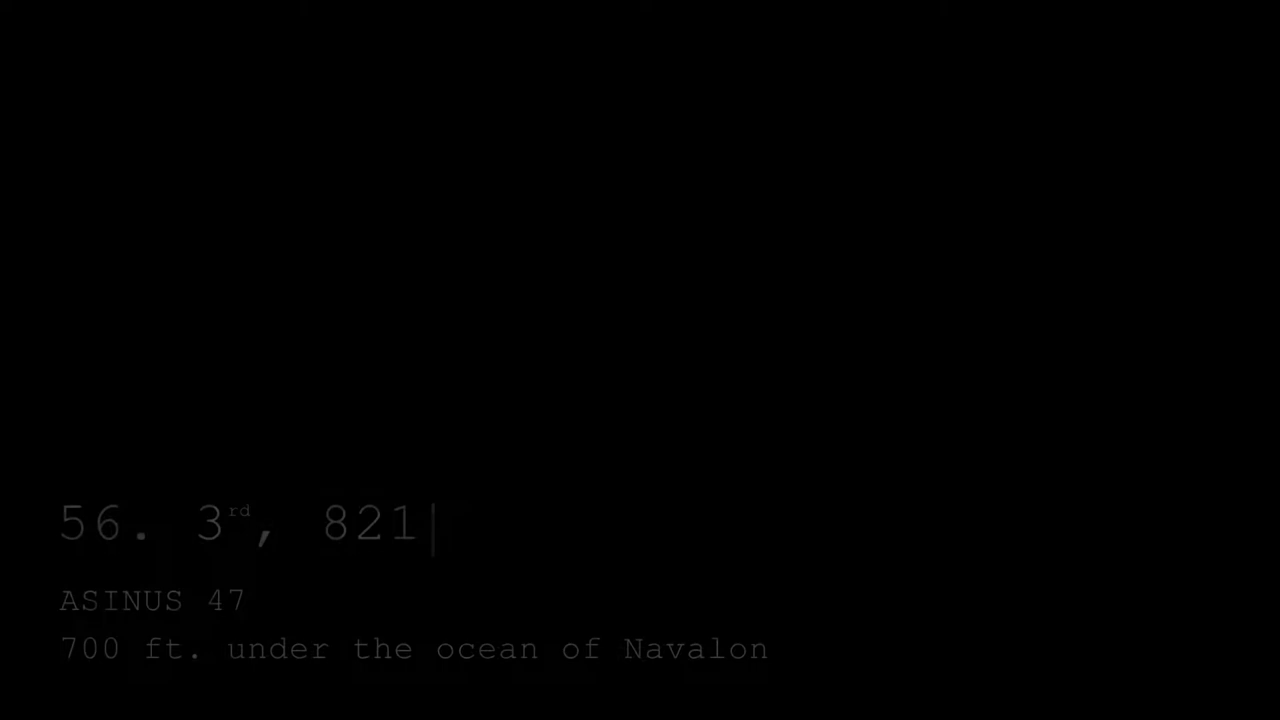 56. 3rd, 821|
ASINUS 47
700 ft. under the ocean of Navalon